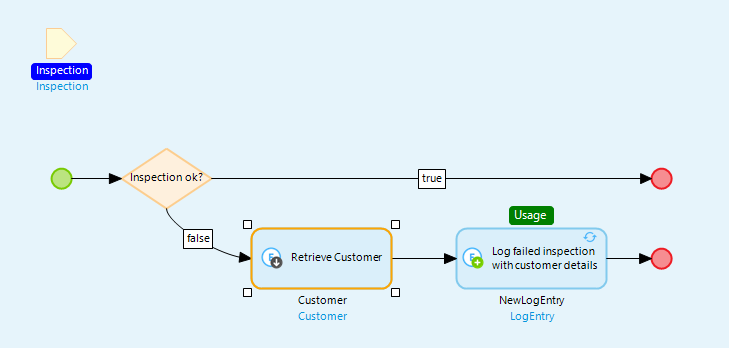 Inspection
Inspection
Inspection ok?
true
false
Usage
Retrieve Customer
Log failed inspection
with customer details
Customer
Customer
NewLogEntry
LogEntry